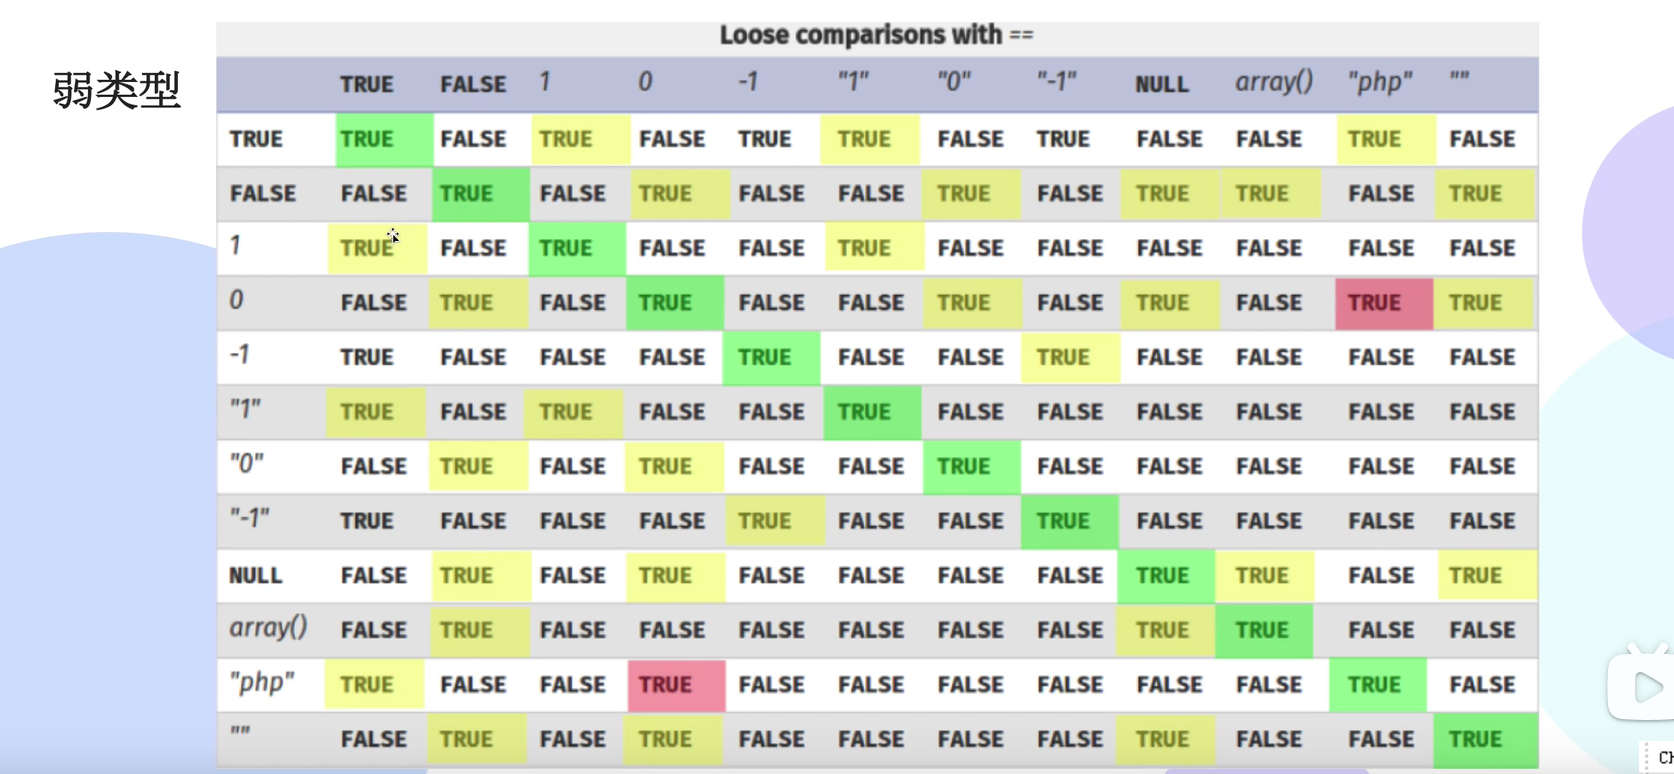 弱类型
Loose comparisons with ==
TRUE FALSE 1 0 -1 "1" "0" "-1" NULL array() "php" ""
TRUE TRUE FALSE TRUE FALSE TRUE TRUE FALSE TRUE FALSE FALSE TRUE FALSE
FALSE FALSE TRUE FALSE TRUE FALSE FALSE TRUE FALSE TRUE TRUE FALSE TRUE
1 TRUE FALSE TRUE FALSE FALSE TRUE FALSE FALSE FALSE FALSE FALSE FALSE
0 FALSE TRUE FALSE TRUE FALSE FALSE TRUE FALSE TRUE FALSE TRUE TRUE
-1 TRUE FALSE FALSE FALSE TRUE FALSE FALSE TRUE FALSE FALSE FALSE FALSE
"1" TRUE FALSE TRUE FALSE FALSE TRUE FALSE FALSE FALSE FALSE FALSE FALSE
"0" FALSE TRUE FALSE TRUE FALSE FALSE TRUE FALSE FALSE FALSE FALSE FALSE
"-1" TRUE FALSE FALSE FALSE TRUE FALSE FALSE TRUE FALSE FALSE FALSE FALSE
NULL FALSE TRUE FALSE TRUE FALSE FALSE FALSE FALSE TRUE TRUE FALSE TRUE
array() FALSE TRUE FALSE FALSE FALSE FALSE FALSE FALSE TRUE TRUE FALSE FALSE
"php" TRUE FALSE FALSE TRUE FALSE FALSE FALSE FALSE FALSE FALSE TRUE FALSE
"" FALSE TRUE FALSE TRUE FALSE FALSE FALSE FALSE TRUE FALSE FALSE TRUE